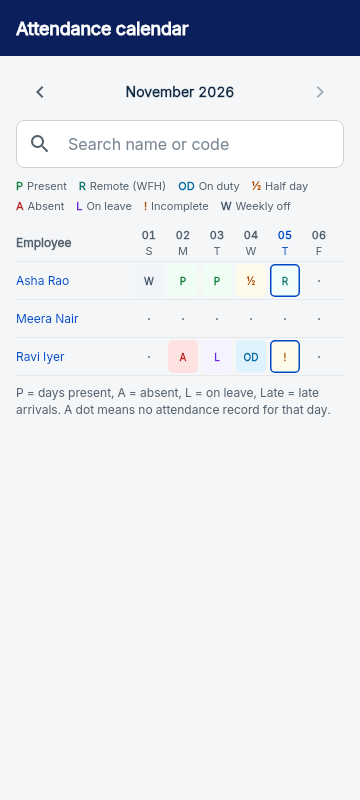 Attendance calendar
November 2026
Search name or code
P Present R Remote (WFH) OD On duty ½ Half day
A Absent L On leave ! Incomplete W Weekly off
Employee 01 02 03 04 05 06
S M T W T F
Asha Rao W P P ½ R ·
Meera Nair · · · · · ·
Ravi Iyer · A L OD ! ·
P = days present, A = absent, L = on leave, Late = late
arrivals. A dot means no attendance record for that day.